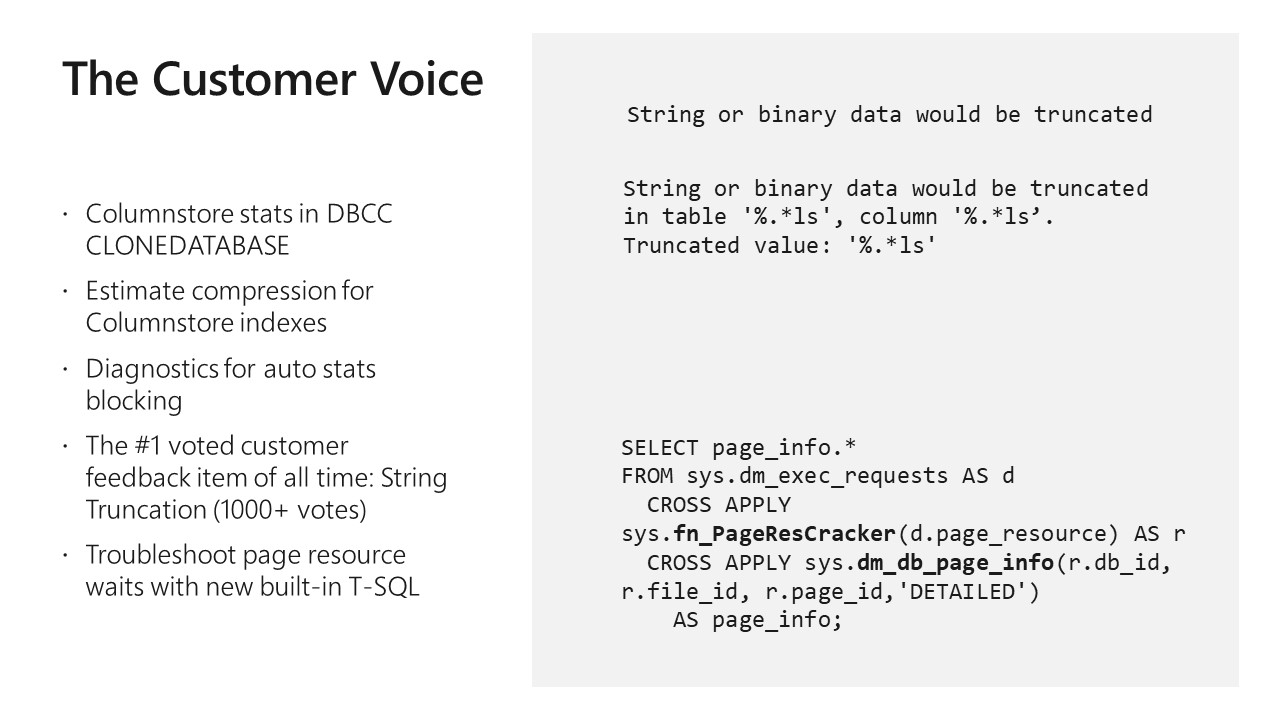 The Customer Voice
· Columnstore stats in DBCC
CLONEDATABASE
· Estimate compression for
Columnstore indexes
· Diagnostics for auto stats
blocking
· The #1 voted customer
feedback item of all time: String
Truncation (1000+ votes)
· Troubleshoot page resource
waits with new built-in T-SQL
String or binary data would be truncated
String or binary data would be truncated
in table '%.*ls', column '%.*ls’.
Truncated value: '%.*ls'
SELECT page_info.*
FROM sys.dm_exec_requests AS d
  CROSS APPLY
sys.fn_PageResCracker(d.page_resource) AS r
  CROSS APPLY sys.dm_db_page_info(r.db_id,
r.file_id, r.page_id,'DETAILED')
    AS page_info;